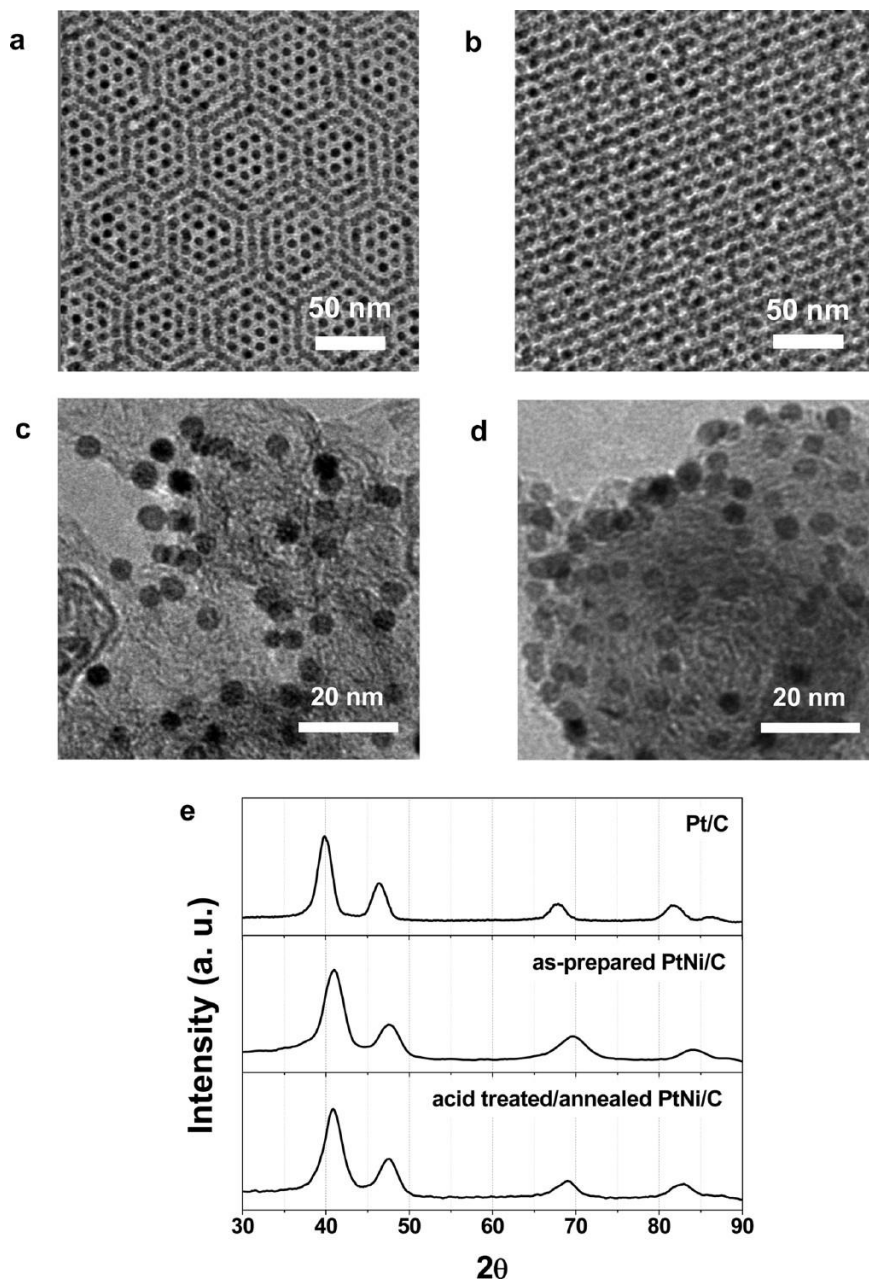 a
b
50 nm
50 nm
c
d
20 nm
20 nm
e
Pt/C
as-prepared PtNi/C
acid treated/annealed PtNi/C
Intensity (a. u.)
30 40 50 60 70 80 90
2θ